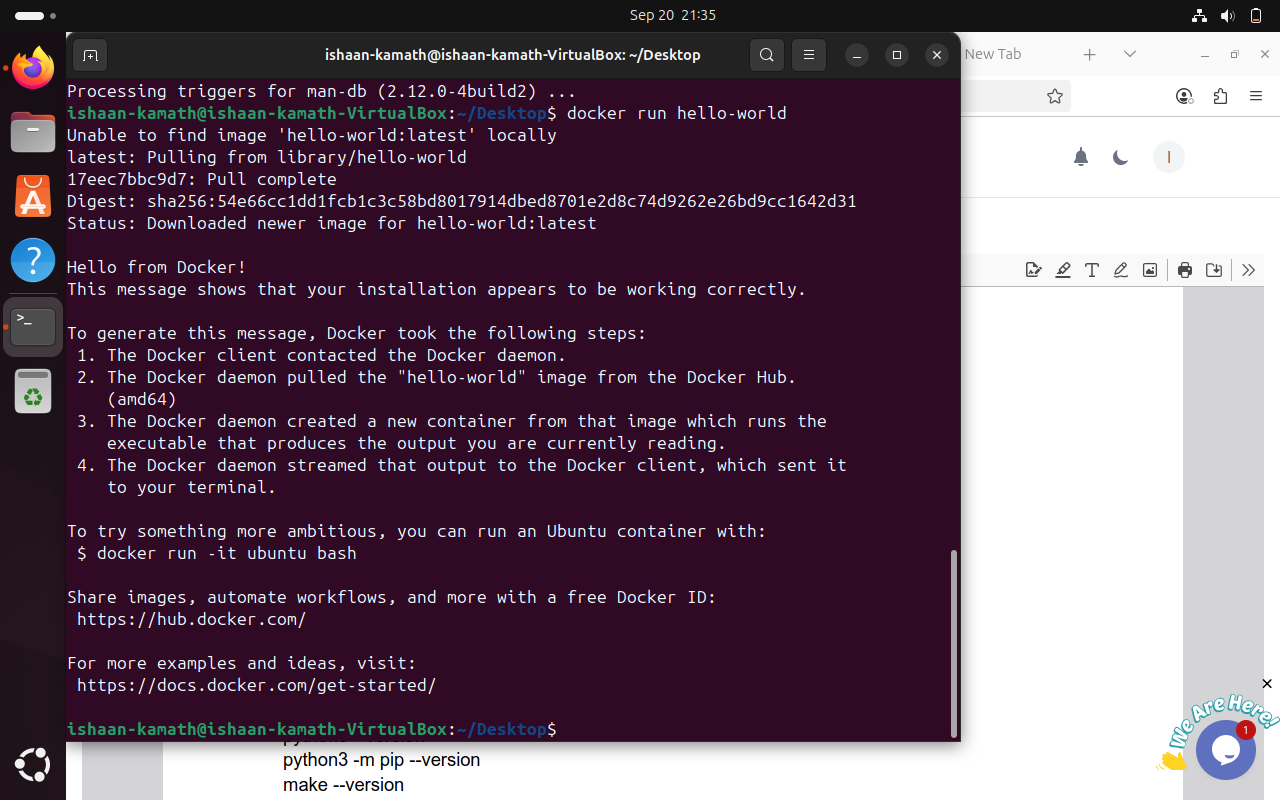 Sep 20 21:35
ishaan-kamath@ishaan-kamath-VirtualBox: ~/Desktop
New Tab
I
Processing triggers for man-db (2.12.0-4build2) ...
ishaan-kamath@ishaan-kamath-VirtualBox:~/Desktop$ docker run hello-world
Unable to find image 'hello-world:latest' locally
latest: Pulling from library/hello-world
17eec7bbc9d7: Pull complete
Digest: sha256:54e66cc1dd1fcb1c3c58bd8017914dbed8701e2d8c74d9262e26bd9cc1642d31
Status: Downloaded newer image for hello-world:latest
Hello from Docker!
This message shows that your installation appears to be working correctly.
To generate this message, Docker took the following steps:
1. The Docker client contacted the Docker daemon.
2. The Docker daemon pulled the "hello-world" image from the Docker Hub.
(amd64)
3. The Docker daemon created a new container from that image which runs the
executable that produces the output you are currently reading.
4. The Docker daemon streamed that output to the Docker client, which sent it
to your terminal.
To try something more ambitious, you can run an Ubuntu container with:
$ docker run -it ubuntu bash
Share images, automate workflows, and more with a free Docker ID:
https://hub.docker.com/
For more examples and ideas, visit:
https://docs.docker.com/get-started/
ishaan-kamath@ishaan-kamath-VirtualBox:~/Desktop$
python3 -m pip --version
make --version
We Are Here!
1